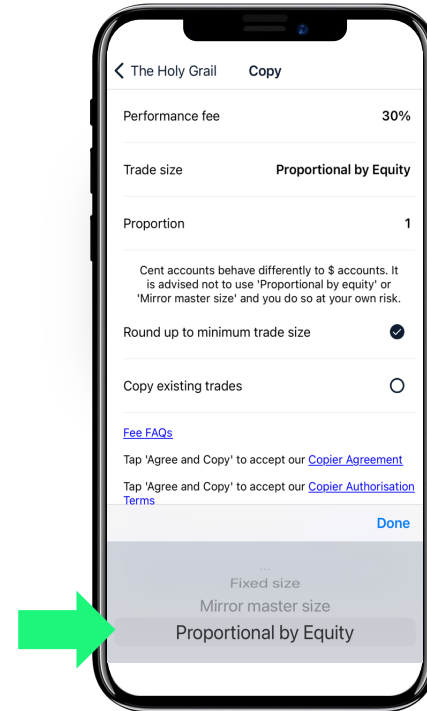 The Holy Grail Copy
Performance fee 30%
Trade size Proportional by Equity
Proportion 1
Cent accounts behave differently to $ accounts. It
is advised not to use 'Proportional by equity' or
'Mirror master size' and you do so at your own risk.
Round up to minimum trade size
Copy existing trades
Fee FAQs
Tap 'Agree and Copy' to accept our Copier Agreement
Tap 'Agree and Copy' to accept our Copier Authorisation
Terms
Done
...
Fixed size
Mirror master size
Proportional by Equity